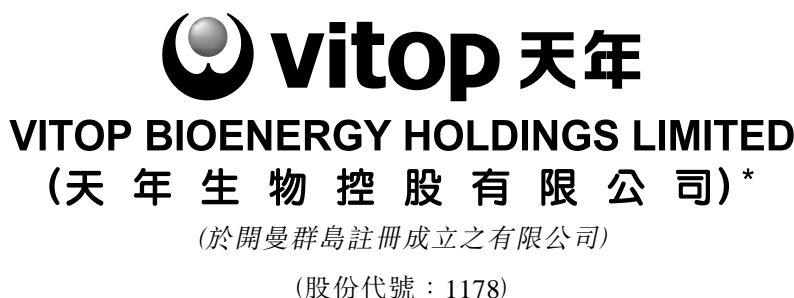 vitop 天年
VITOP BIOENERGY HOLDINGS LIMITED
(天年生物控股有限公司)*
(於開曼群島註冊成立之有限公司)
(股份代號：1178)